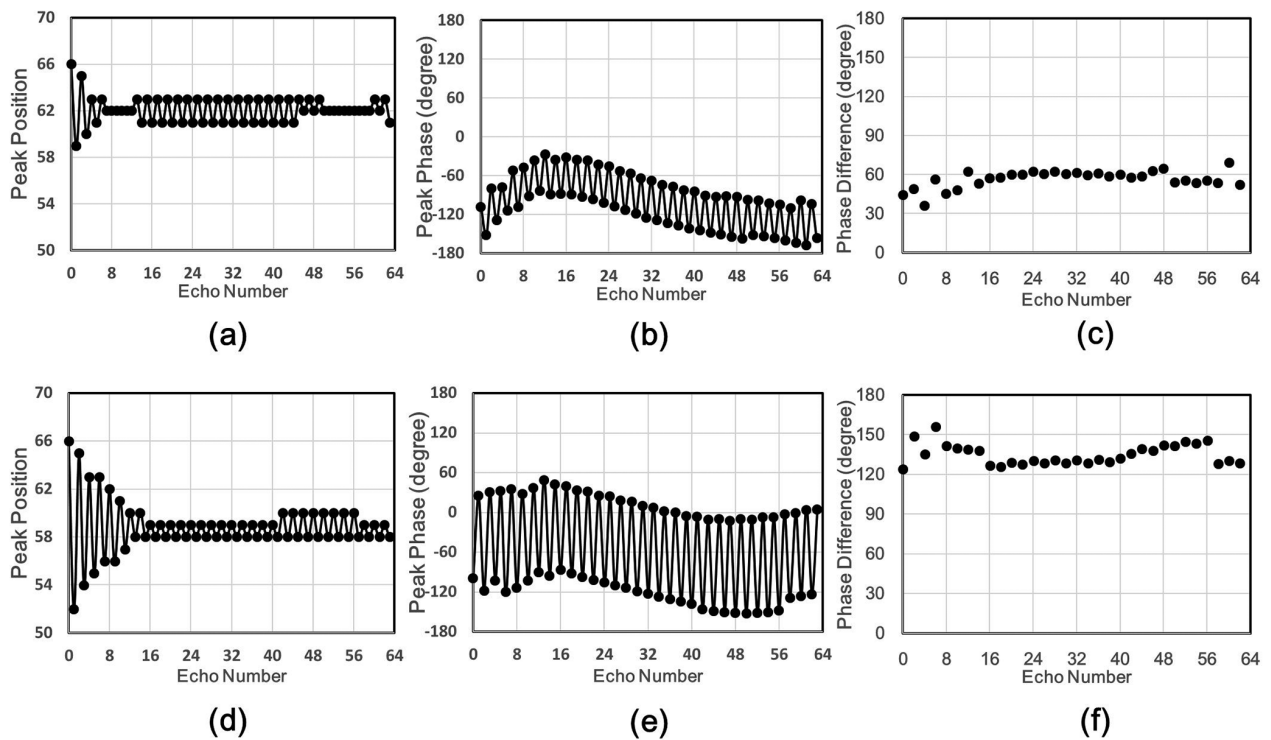 70
66
62
58
54
50
Peak Position
0 8 16 24 32 40 48 56 64
Echo Number
(a)
180
120
60
0
-60
-120
-180
Peak Phase (degree)
0 8 16 24 32 40 48 56 64
Echo Number
(b)
180
150
120
90
60
30
0
Phase Difference (degree)
0 8 16 24 32 40 48 56 64
Echo Number
(c)
70
66
62
58
54
50
Peak Position
0 8 16 24 32 40 48 56 64
Echo Number
(d)
180
120
60
0
-60
-120
-180
Peak Phase (degree)
0 8 16 24 32 40 48 56 64
Echo Number
(e)
180
150
120
90
60
30
0
Phase Difference (degree)
0 8 16 24 32 40 48 56 64
Echo Number
(f)